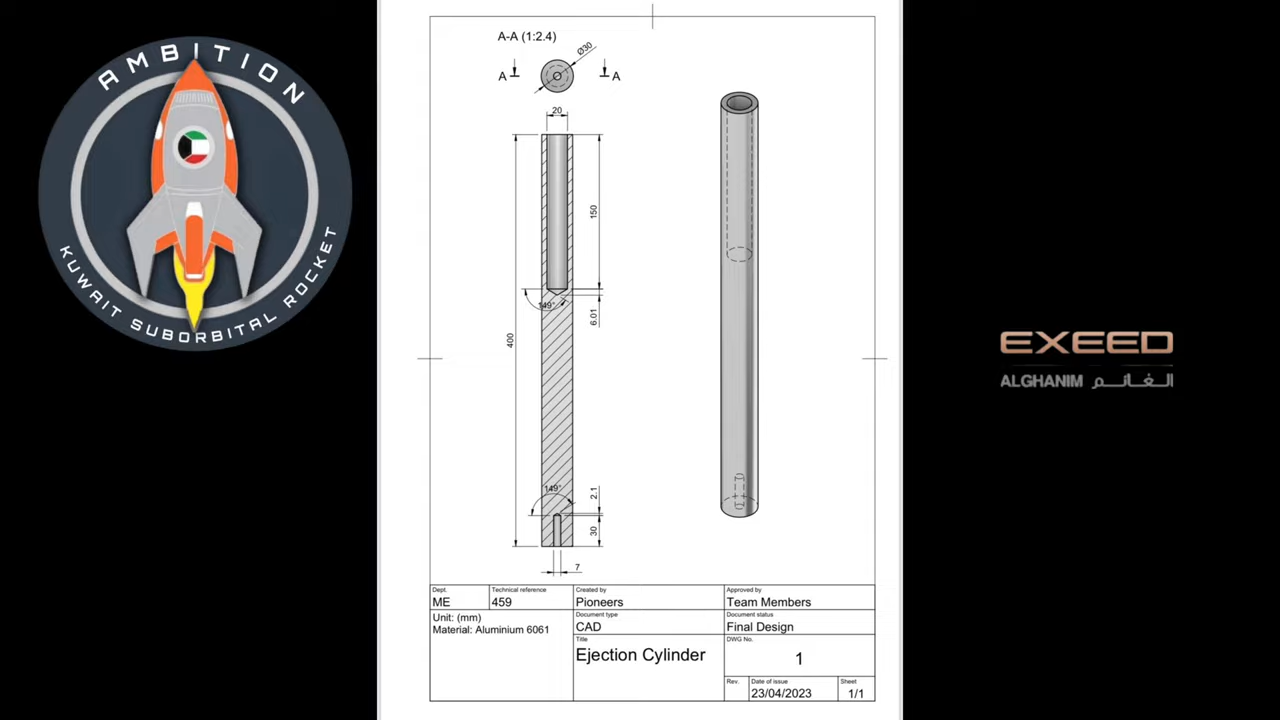 AMBITION
KUWAIT SUBORBITAL ROCKET
A-A (1:2.4)
Ø30
A
A
20
150
149°
6.01
400
149°
2.1
30
7
EXEED
ALGHANIM الغانم
Dept.
ME
Technical reference
459
Created by
Pioneers
Approved by
Team Members
Unit: (mm)
Material: Aluminium 6061
Document type
CAD
Document status
Final Design
Title
Ejection Cylinder
DWG No.
1
Rev.
Date of issue
23/04/2023
Sheet
1/1